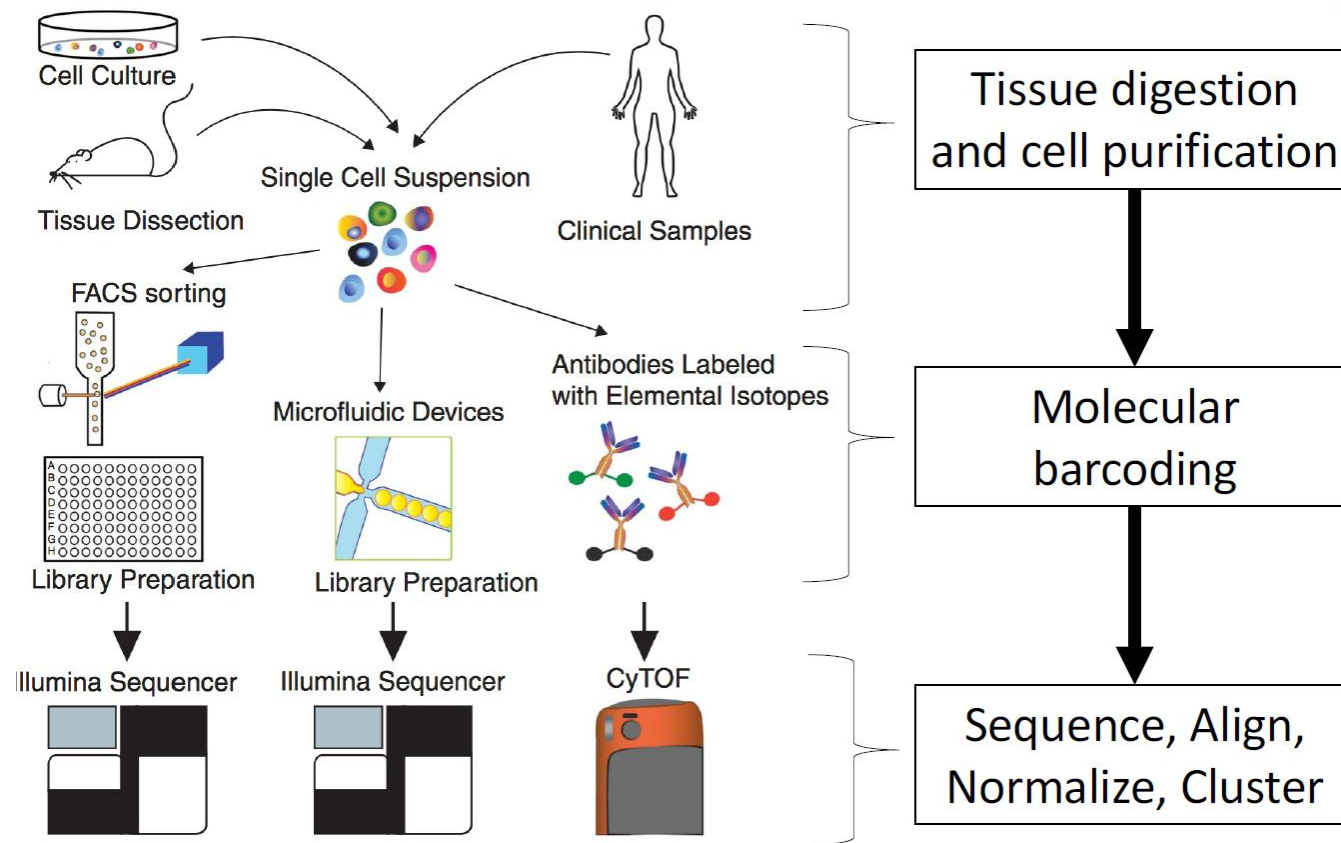 Cell Culture
Tissue Dissection
Single Cell Suspension
Clinical Samples
FACS sorting
A
B
C
D
E
F
G
H
Library Preparation
Microfluidic Devices
Library Preparation
Antibodies Labeled
with Elemental Isotopes
Illumina Sequencer
Illumina Sequencer
CyTOF
Tissue digestion
and cell purification
Molecular
barcoding
Sequence, Align,
Normalize, Cluster